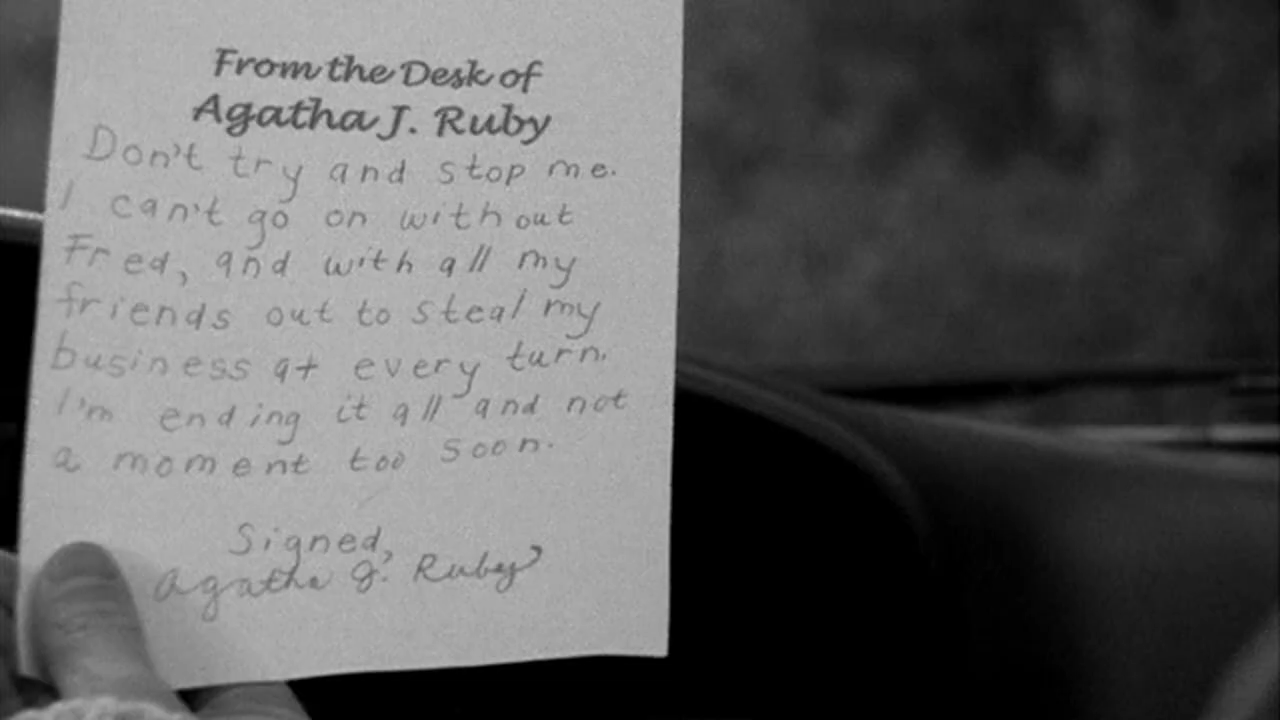 From the Desk of
Agatha J. Ruby
Don't try and stop me.
I can't go on without
Fred, and with all my
friends out to steal my
business at every turn.
I'm ending it all and not
a moment too soon.
Signed,
Agatha J. Ruby